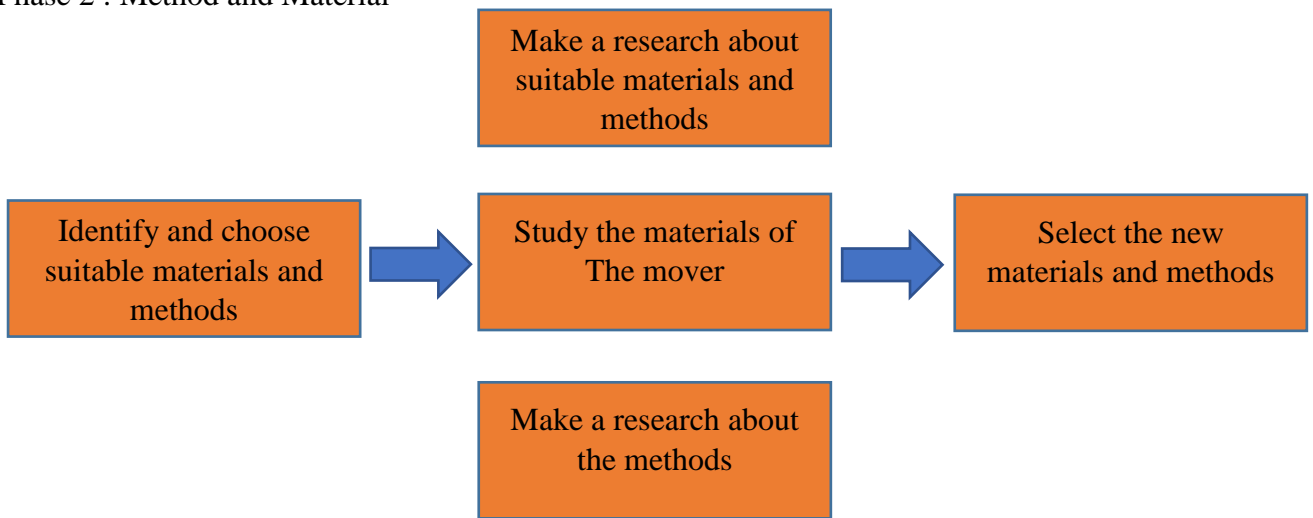 Phase 2 : Method and Material
Make a research about
suitable materials and
methods
Identify and choose
suitable materials and
methods
Study the materials of
The mover
Select the new
materials and methods
Make a research about
the methods